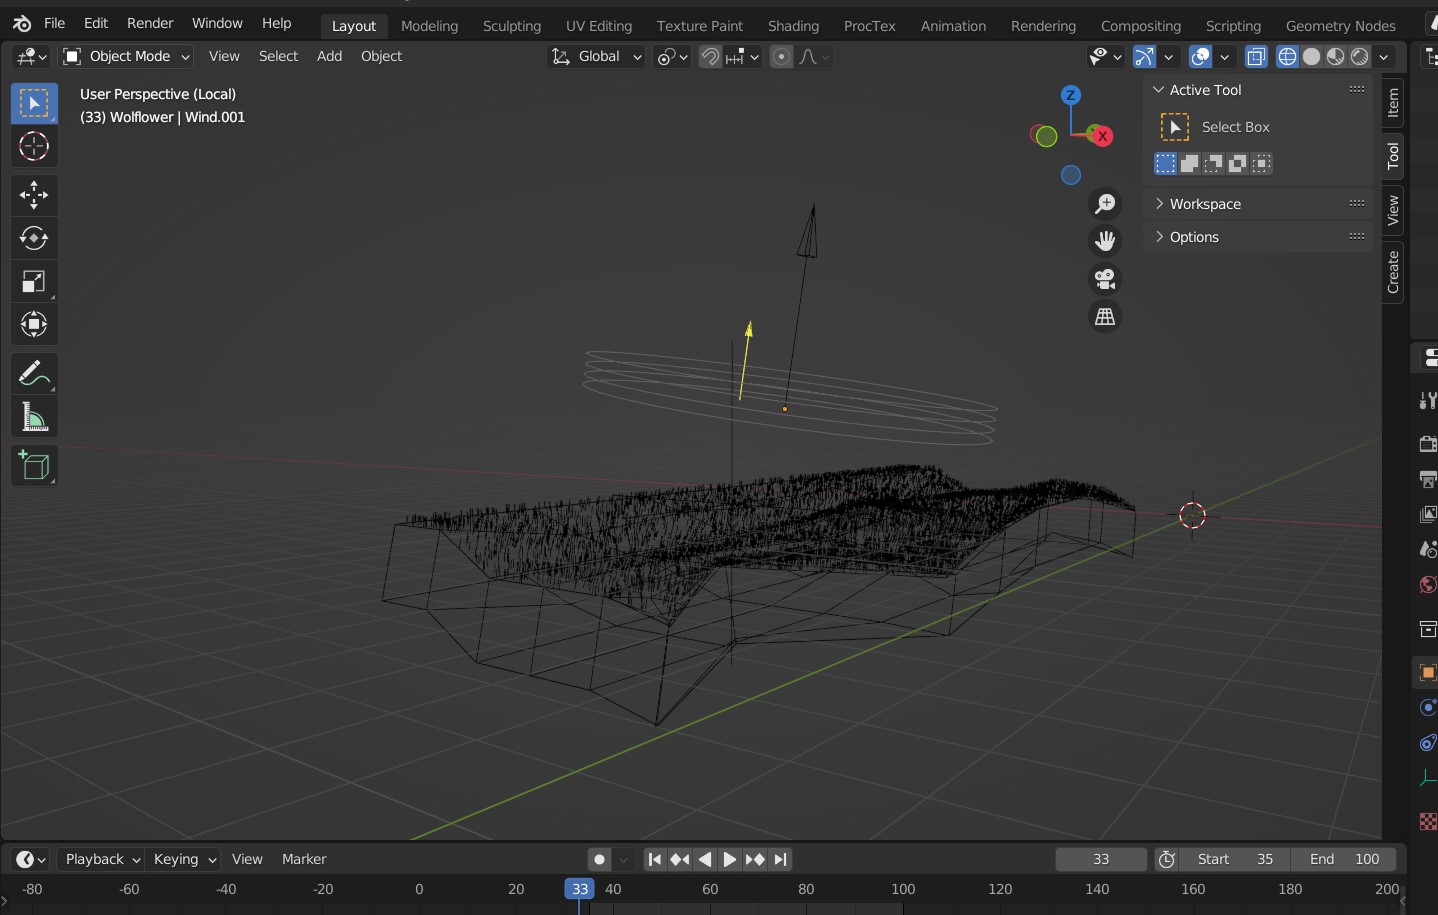 File Edit Render Window Help Layout Modeling Sculpting UV Editing Texture Paint Shading ProcTex Animation Rendering Compositing Scripting Geometry Nodes
Object Mode View Select Add Object Global
User Perspective (Local)
(33) Wolflower | Wind.001
Z
X
Active Tool
Select Box
Workspace
Options
Item
Tool
View
Create
Playback Keying View Marker 33 Start 35 End 100
-80 -60 -40 -20 0 20 33 40 60 80 100 120 140 160 180 200